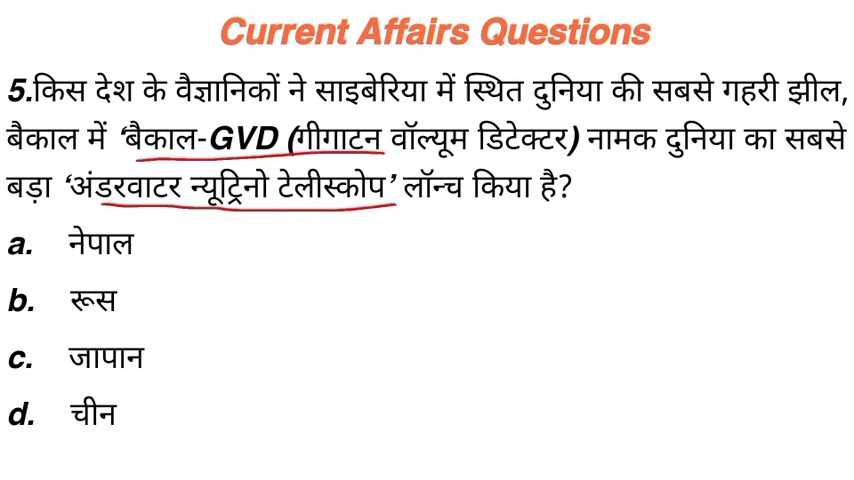 Current Affairs Questions
5.किस देश के वैज्ञानिकों ने साइबेरिया में स्थित दुनिया की सबसे गहरी झील,
बैकाल में ‘बैकाल-GVD (गीगाटन वॉल्यूम डिटेक्टर) नामक दुनिया का सबसे
बड़ा ‘अंडरवाटर न्यूट्रिनो टेलीस्कोप’ लॉन्च किया है?
a. नेपाल
b. रूस
c. जापान
d. चीन